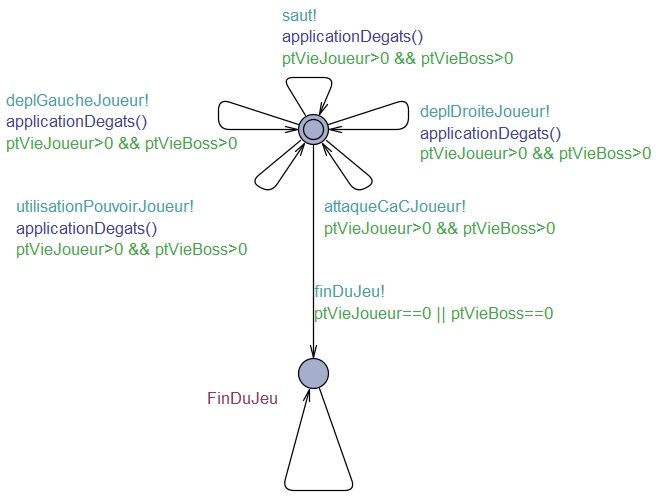 saut!
applicationDegats()
ptVieJoueur>0 && ptVieBoss>0
deplGaucheJoueur!
applicationDegats()
ptVieJoueur>0 && ptVieBoss>0
deplDroiteJoueur!
applicationDegats()
ptVieJoueur>0 && ptVieBoss>0
utilisationPouvoirJoueur!
applicationDegats()
ptVieJoueur>0 && ptVieBoss>0
attaqueCaCJoueur!
ptVieJoueur>0 && ptVieBoss>0
finDuJeu!
ptVieJoueur==0 || ptVieBoss==0
FinDuJeu